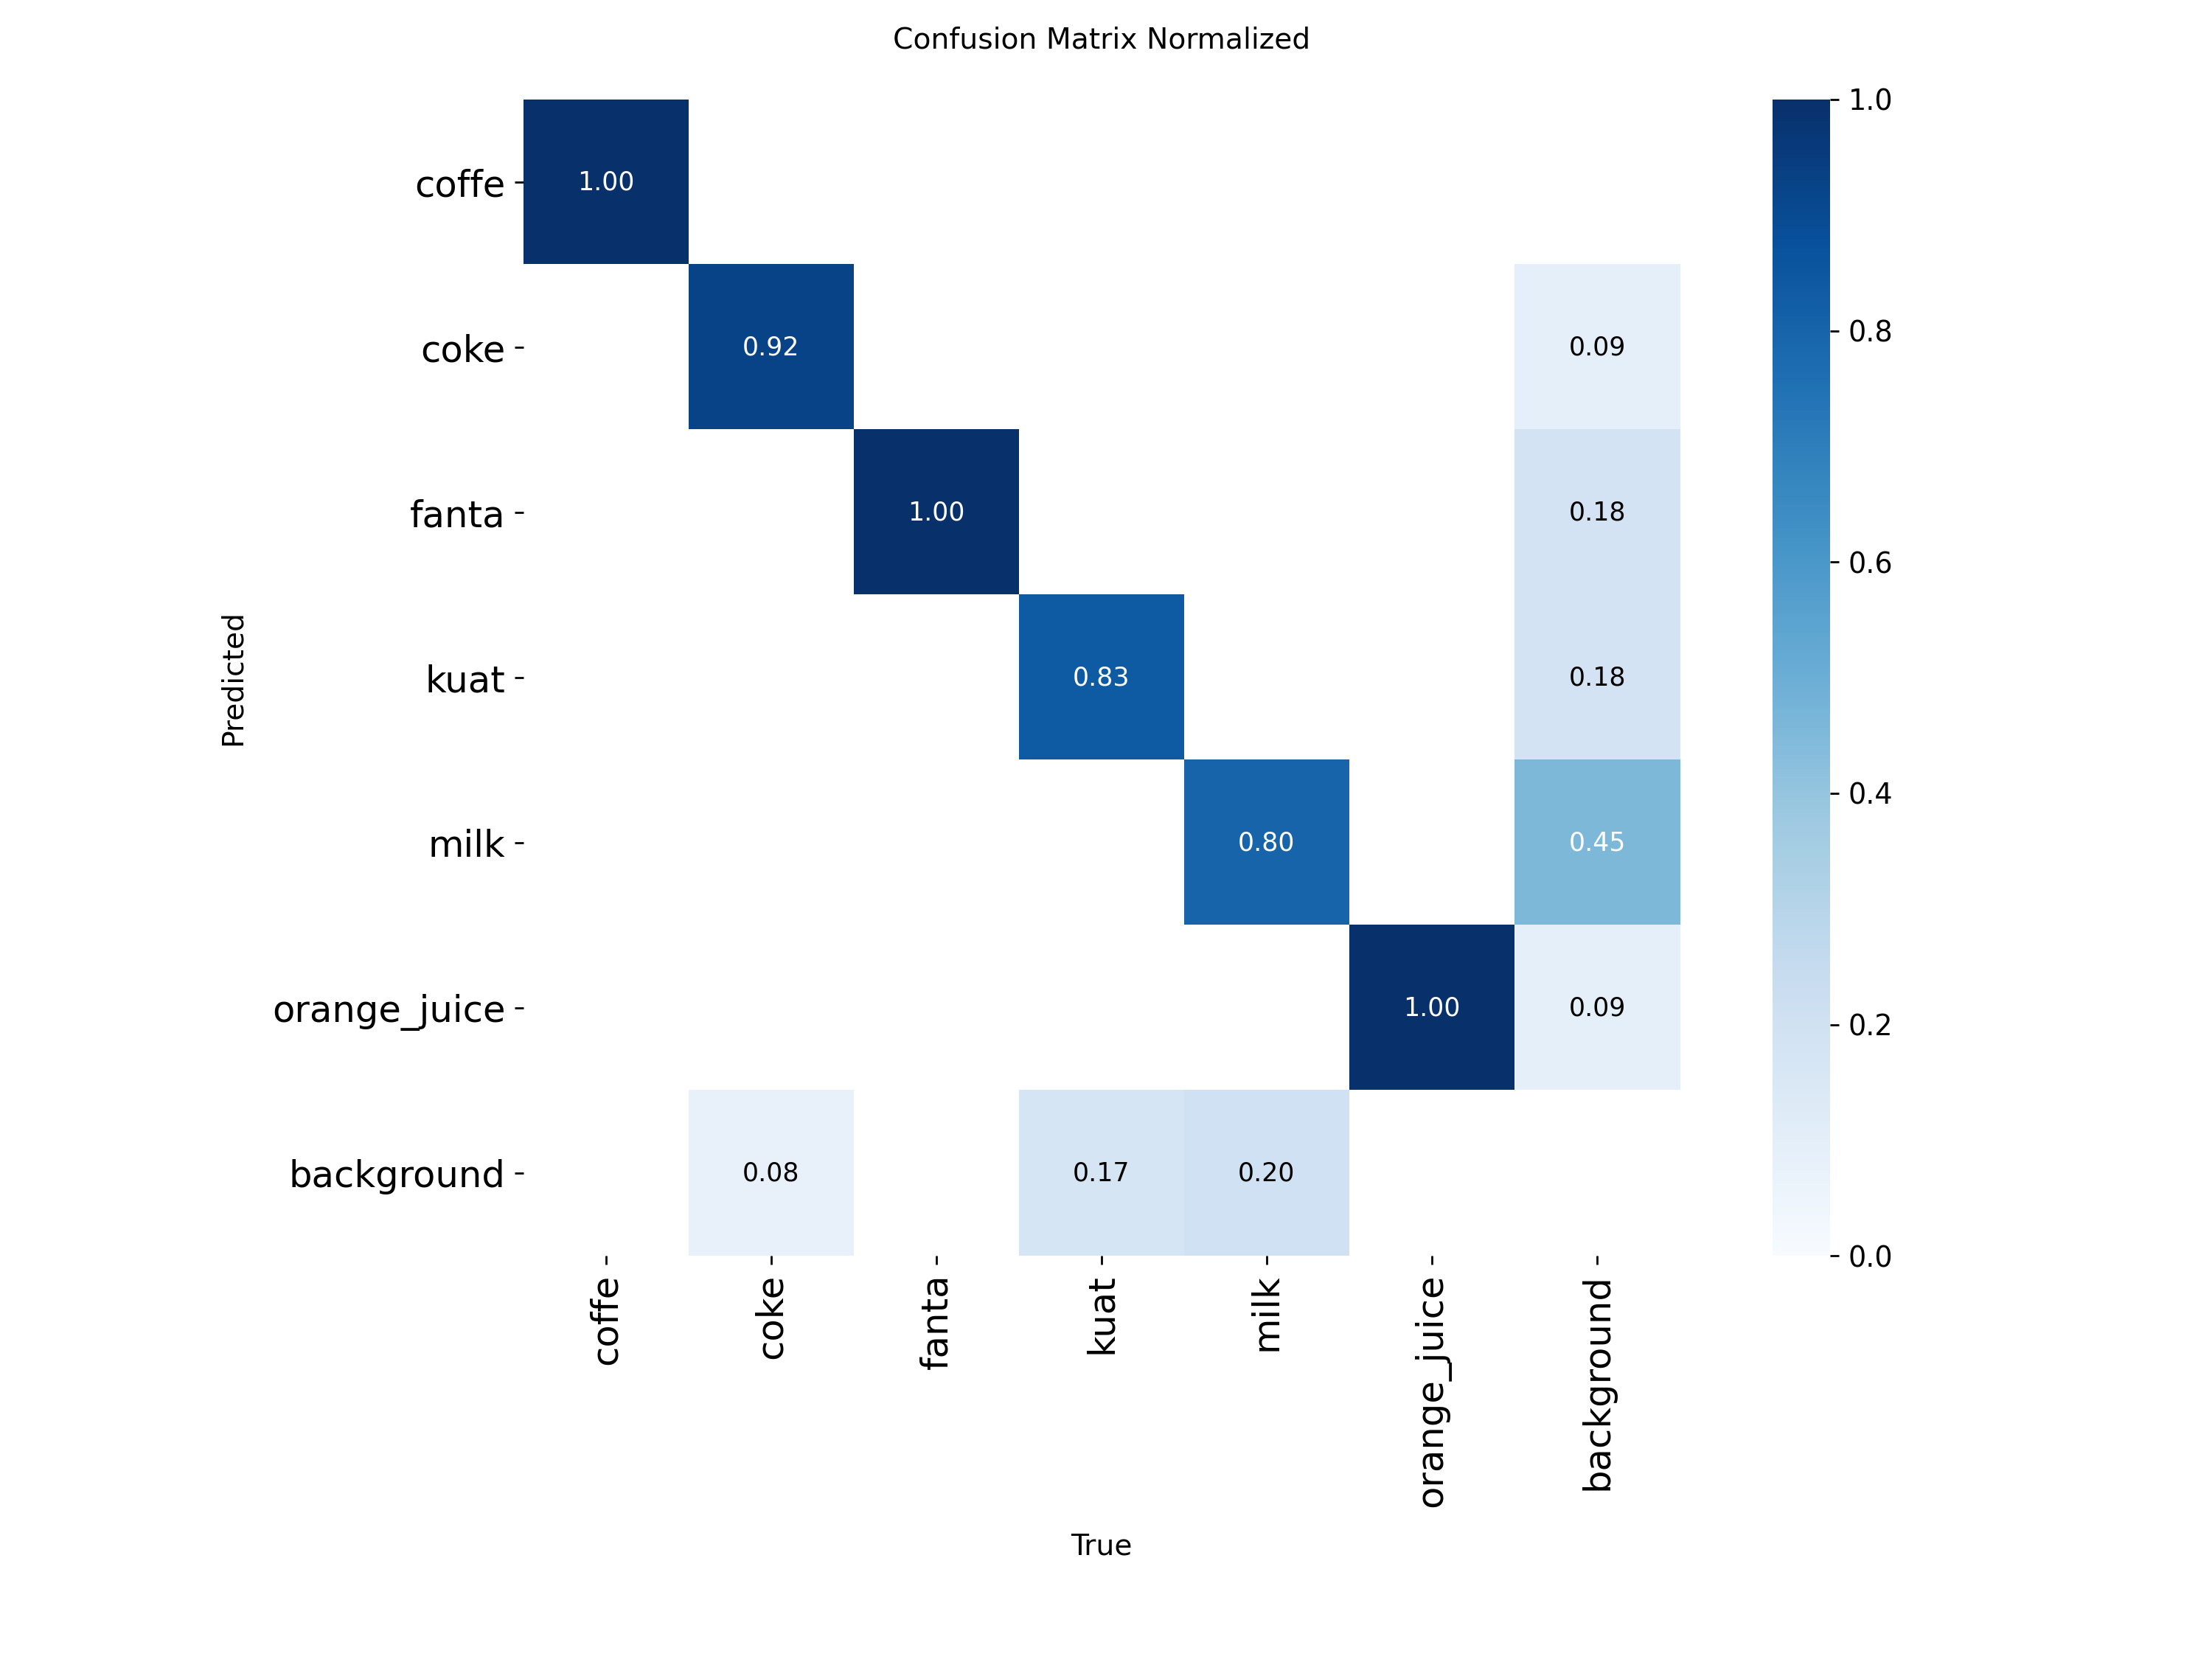 Confusion Matrix Normalized
coffe
coke
fanta
kuat
milk
orange_juice
background
Predicted
1.00
0.92 0.09
1.00 0.18
0.83 0.18
0.80 0.45
1.00 0.09
0.08 0.17 0.20
coffe
coke
fanta
kuat
milk
orange_juice
background
True
1.0
0.8
0.6
0.4
0.2
0.0